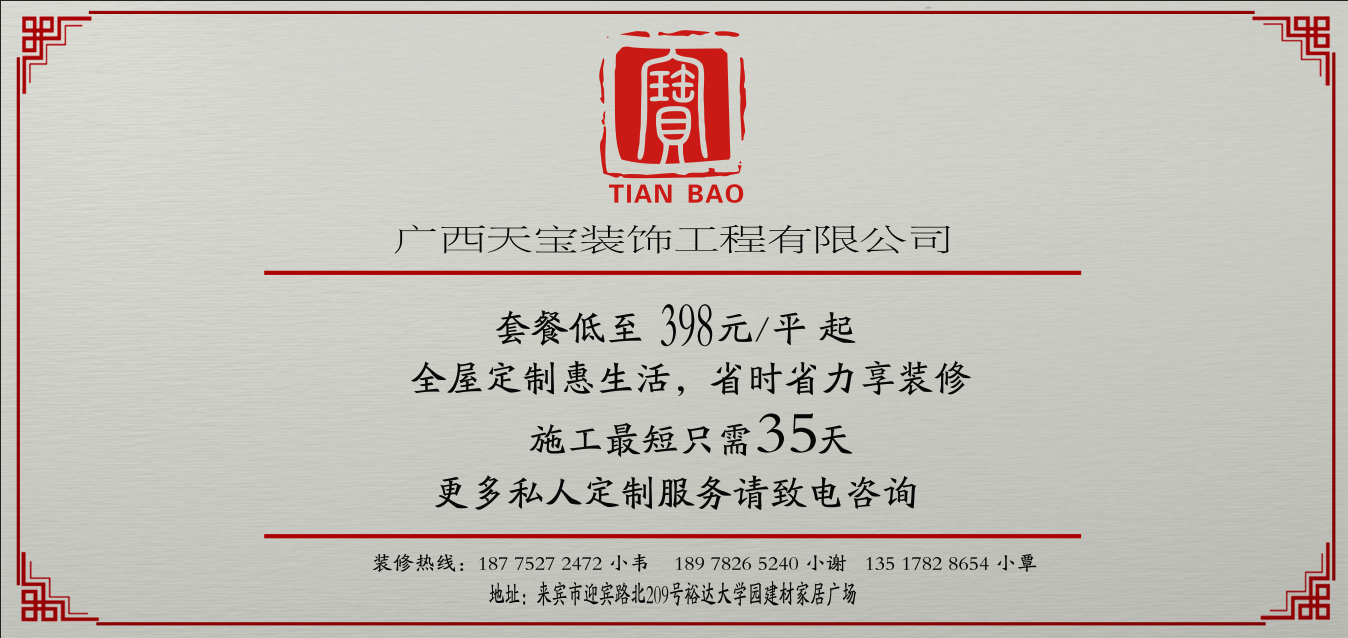 寶
TIAN BAO
广西天宝装饰工程有限公司
套餐低至 398元/平 起
全屋定制惠生活，省时省力享装修
施工最短只需35天
更多私人定制服务请致电咨询
装修热线：187 7527 2472 小韦 189 7826 5240 小谢 135 1782 8654 小覃
地址：来宾市迎宾路北209号裕达大学园建材家居广场